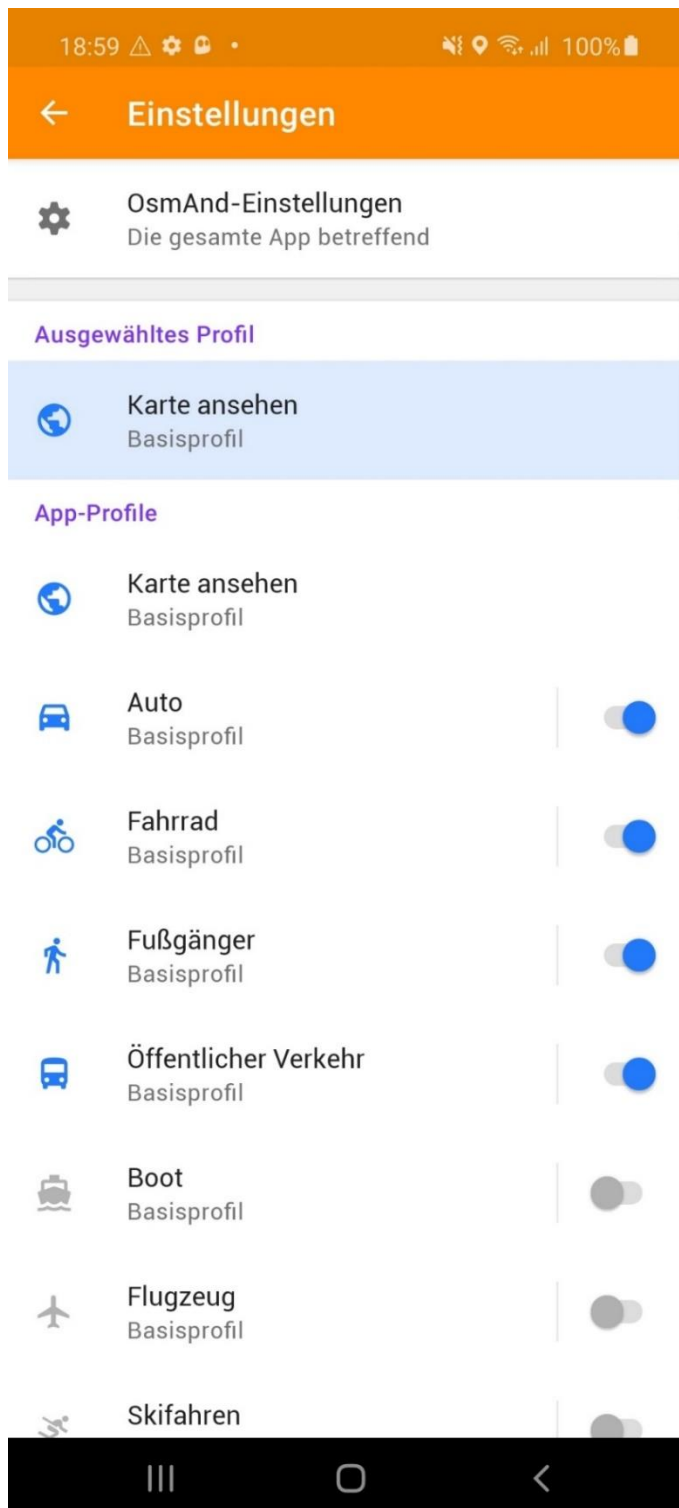 18:59 100%
Einstellungen
OsmAnd-Einstellungen
Die gesamte App betreffend
Ausgewähltes Profil
Karte ansehen
Basisprofil
App-Profile
Karte ansehen
Basisprofil
Auto
Basisprofil
Fahrrad
Basisprofil
Fußgänger
Basisprofil
Öffentlicher Verkehr
Basisprofil
Boot
Basisprofil
Flugzeug
Basisprofil
Skifahren